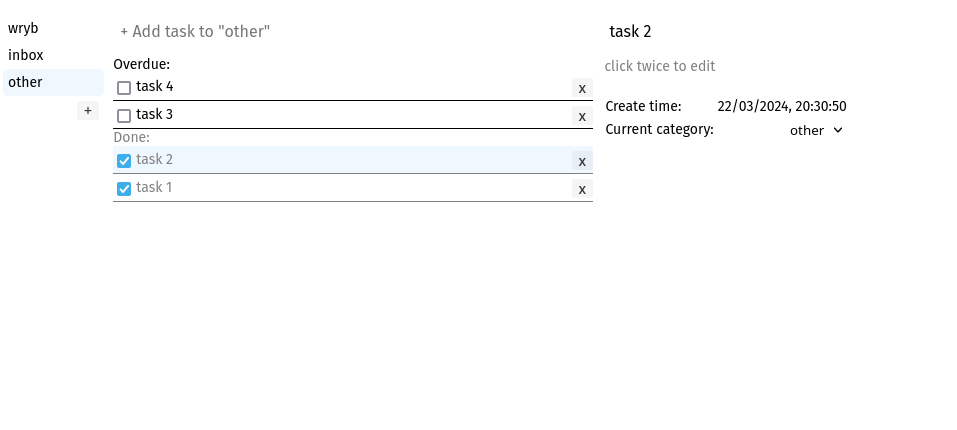 wryb
inbox
other
+
+ Add task to "other"
Overdue:
task 4 x
task 3 x
Done:
task 2 x
task 1 x
task 2
click twice to edit
Create time: 22/03/2024, 20:30:50
Current category: other